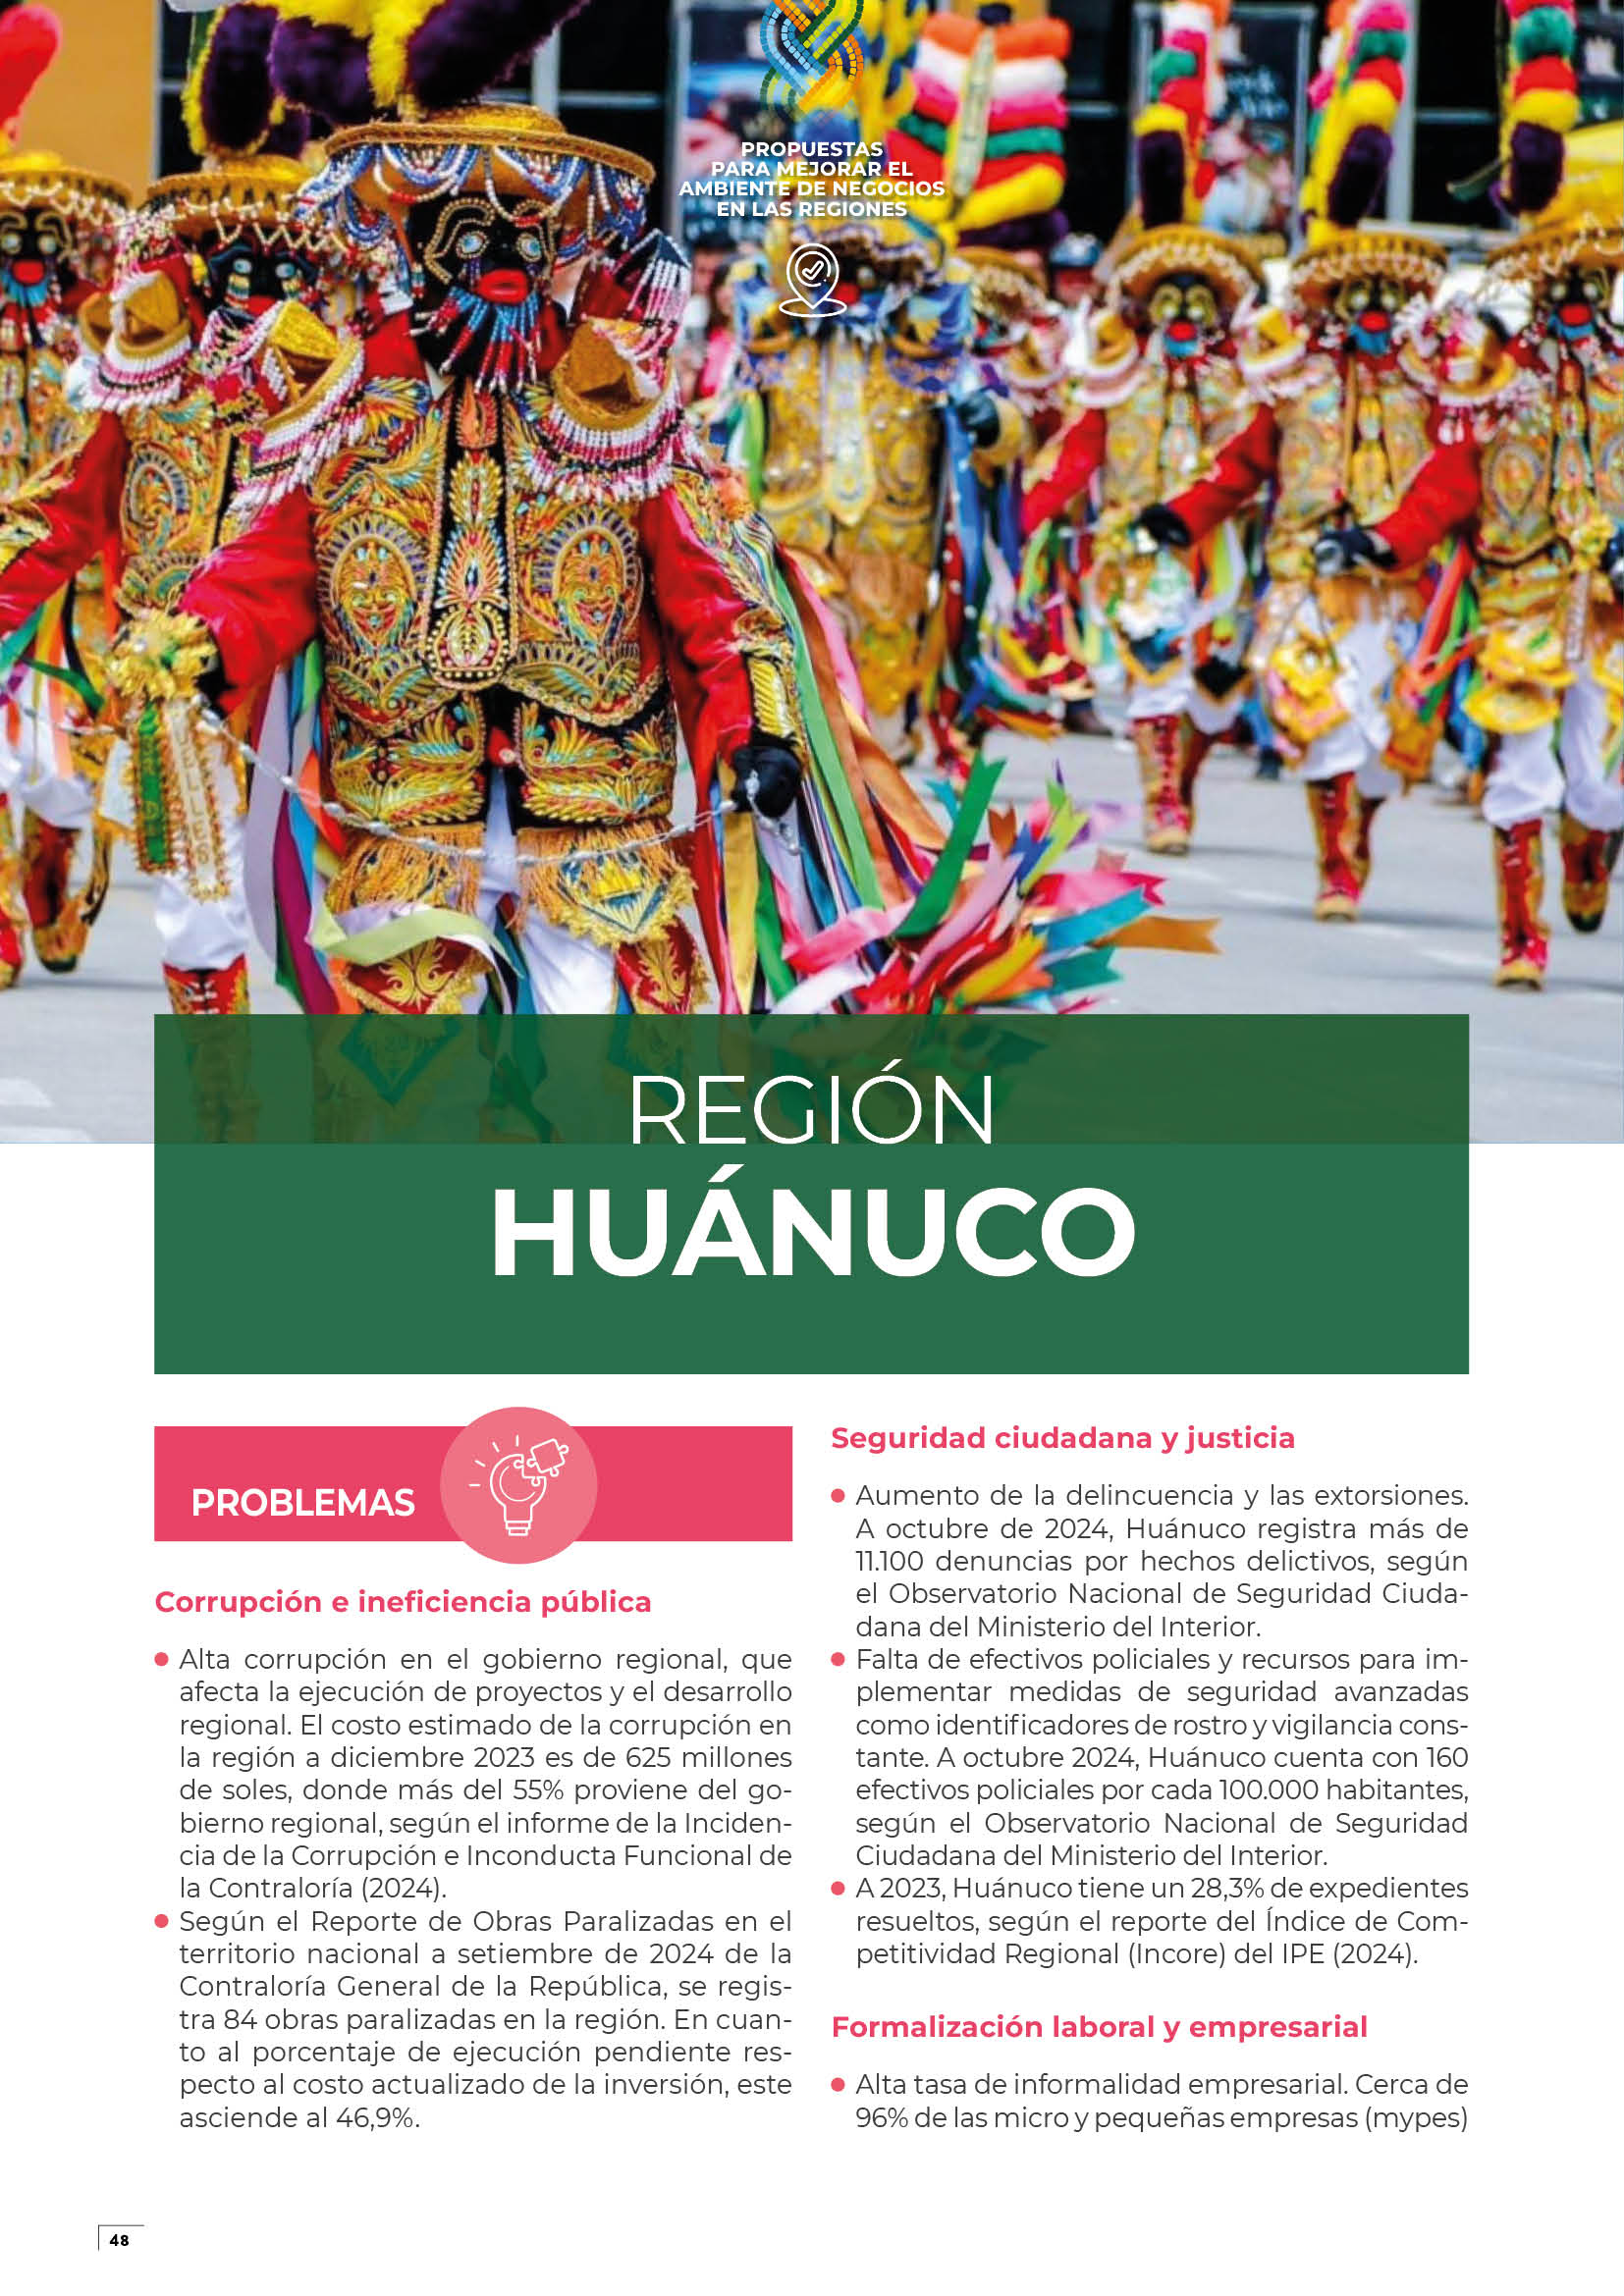 PROPUESTAS
PARA MEJORAR EL
AMBIENTE DE NEGOCIOS
EN LAS REGIONES
REGIÓN
HUÁNUCO
PROBLEMAS
Corrupción e ineficiencia pública
Alta corrupción en el gobierno regional, que
afecta la ejecución de proyectos y el desarrollo
regional. El costo estimado de la corrupción en
la región a diciembre 2023 es de 625 millones
de soles, donde más del 55% proviene del go-
bierno regional, según el informe de la Inciden-
cia de la Corrupción e Inconducta Funcional de
la Contraloría (2024).
Según el Reporte de Obras Paralizadas en el
territorio nacional a setiembre de 2024 de la
Contraloría General de la República, se regis-
tra 84 obras paralizadas en la región. En cuan-
to al porcentaje de ejecución pendiente res-
pecto al costo actualizado de la inversión, este
asciende al 46,9%.
Seguridad ciudadana y justicia
Aumento de la delincuencia y las extorsiones.
A octubre de 2024, Huánuco registra más de
11.100 denuncias por hechos delictivos, según
el Observatorio Nacional de Seguridad Ciuda-
dana del Ministerio del Interior.
Falta de efectivos policiales y recursos para im-
plementar medidas de seguridad avanzadas
como identificadores de rostro y vigilancia cons-
tante. A octubre 2024, Huánuco cuenta con 160
efectivos policiales por cada 100.000 habitantes,
según el Observatorio Nacional de Seguridad
Ciudadana del Ministerio del Interior.
A 2023, Huánuco tiene un 28,3% de expedientes
resueltos, según el reporte del Índice de Com-
petitividad Regional (Incore) del IPE (2024).
Formalización laboral y empresarial
Alta tasa de informalidad empresarial. Cerca de
96% de las micro y pequeñas empresas (mypes)
48